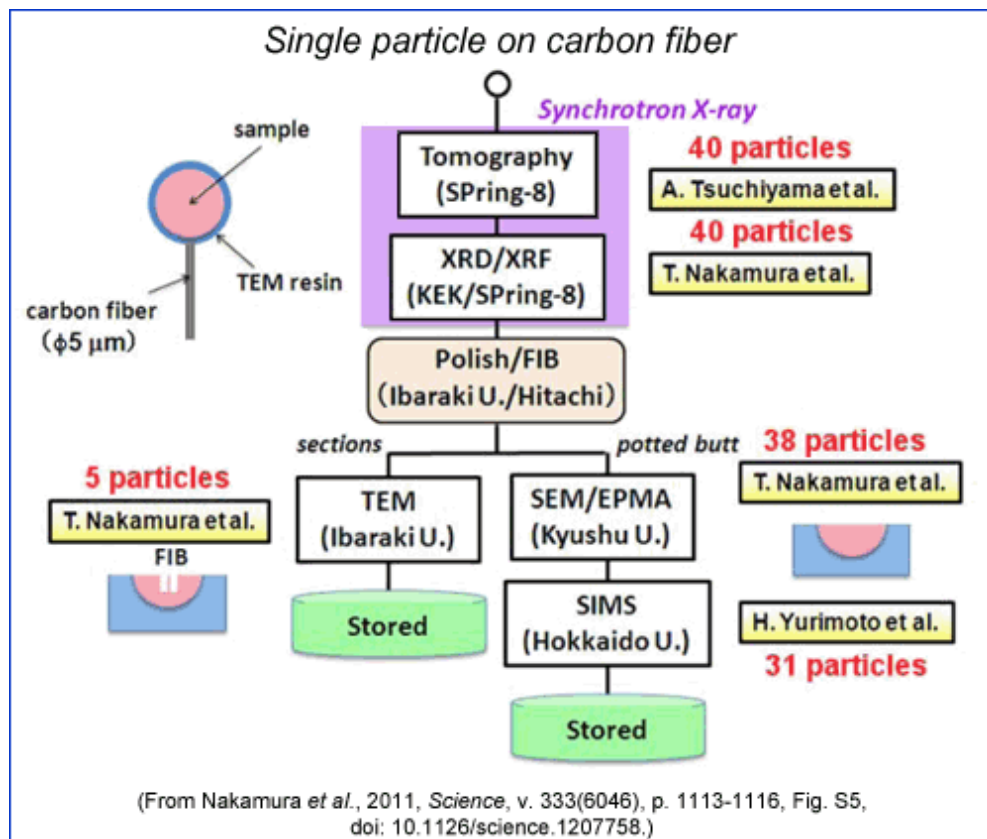 Single particle on carbon fiber
Synchrotron X-ray
sample
TEM resin
carbon fiber
(ϕ5 μm)
Tomography
(SPring-8)
40 particles
A. Tsuchiyama et al.
XRD/XRF
(KEK/SPring-8)
40 particles
T. Nakamura et al.
Polish/FIB
(Ibaraki U./Hitachi)
sections
potted butt
5 particles
T. Nakamura et al.
FIB
TEM
(Ibaraki U.)
Stored
SEM/EPMA
(Kyushu U.)
38 particles
T. Nakamura et al.
SIMS
(Hokkaido U.)
H. Yurimoto et al.
31 particles
Stored
(From Nakamura et al., 2011, Science, v. 333(6046), p. 1113-1116, Fig. S5,
doi: 10.1126/science.1207758.)